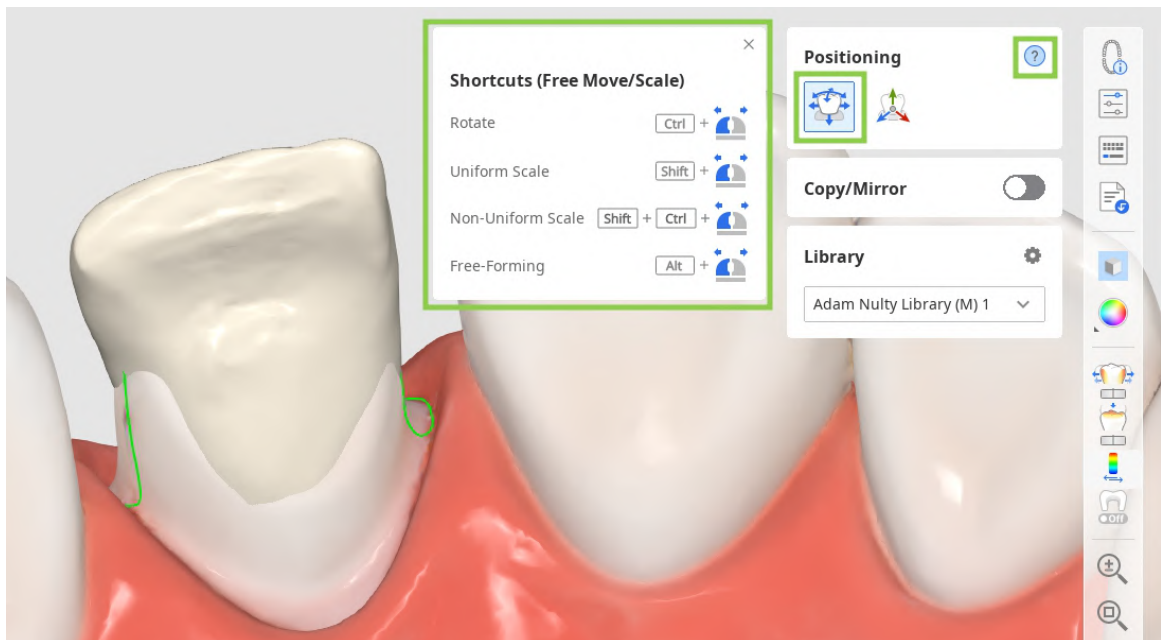 Shortcuts (Free Move/Scale)
Rotate Ctrl +
Uniform Scale Shift +
Non-Uniform Scale Shift + Ctrl +
Free-Forming Alt +
Positioning ?
Copy/Mirror
Library
Adam Nulty Library (M) 1
Off